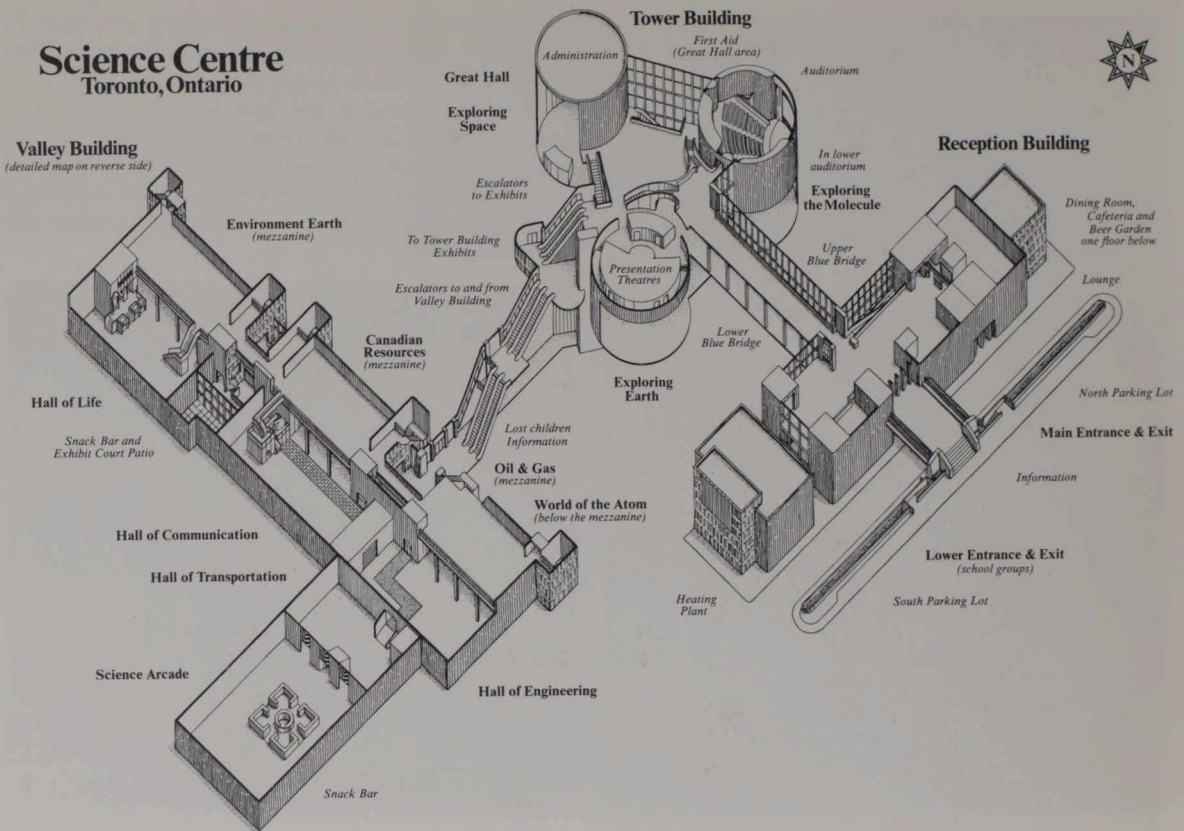 Science Centre
Toronto, Ontario
Tower Building
First Aid
(Great Hall area)
Administration
Auditorium
N
Great Hall
Exploring
Space
Valley Building
(detailed map on reverse side)
In lower
auditorium
Exploring
the Molecule
Reception Building
Escalators
to Exhibits
Environment Earth
(mezzanine)
Dining Room,
Cafeteria and
Beer Garden
one floor below
To Tower Building
Exhibits
Upper
Blue Bridge
Presentation
Theatres
Lounge
Escalators to and from
Valley Building
Canadian
Resources
(mezzanine)
Lower
Blue Bridge
Exploring
Earth
Hall of Life
North Parking Lot
Snack Bar and
Exhibit Court Patio
Lost children
Information
Main Entrance & Exit
Oil & Gas
(mezzanine)
Information
World of the Atom
(below the mezzanine)
Hall of Communication
Lower Entrance & Exit
(school groups)
Hall of Transportation
Heating
Plant
South Parking Lot
Science Arcade
Hall of Engineering
Snack Bar